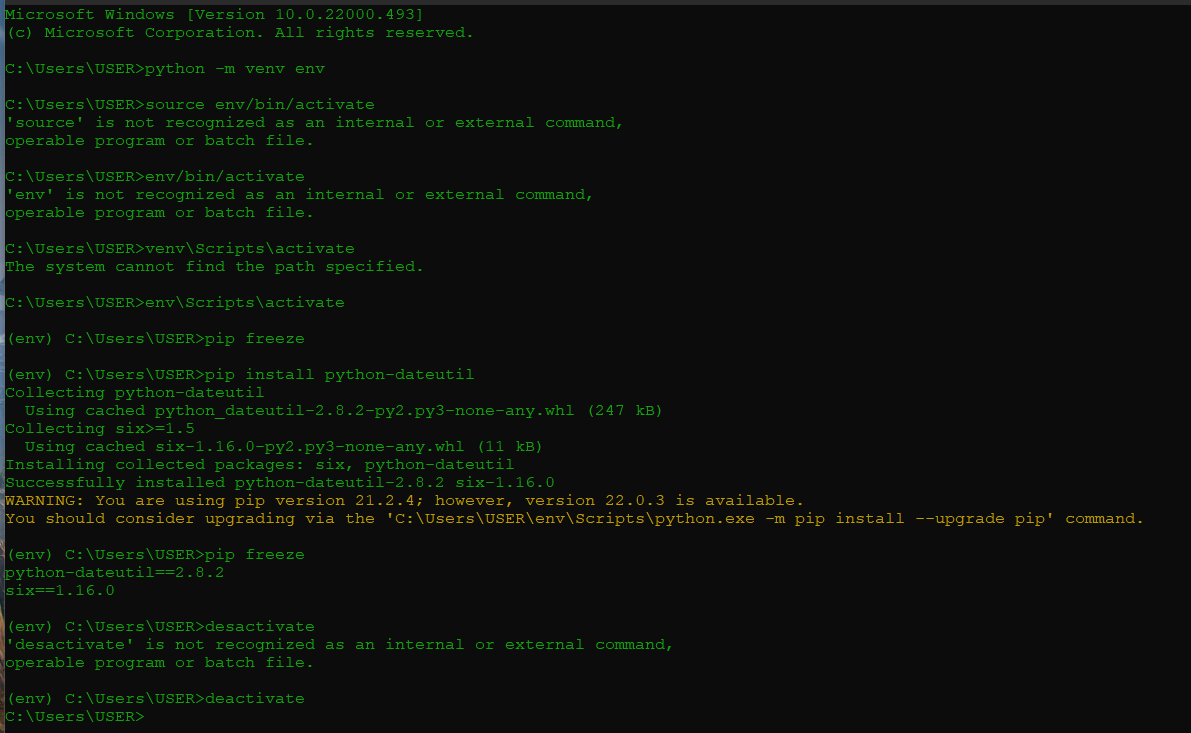 Microsoft Windows [Version 10.0.22000.493]
(c) Microsoft Corporation. All rights reserved.
C:\Users\USER>python -m venv env
C:\Users\USER>source env/bin/activate
'source' is not recognized as an internal or external command,
operable program or batch file.
C:\Users\USER>env/bin/activate
'env' is not recognized as an internal or external command,
operable program or batch file.
C:\Users\USER>venv\Scripts\activate
The system cannot find the path specified.
C:\Users\USER>env\Scripts\activate
(env) C:\Users\USER>pip freeze
(env) C:\Users\USER>pip install python-dateutil
Collecting python-dateutil
  Using cached python_dateutil-2.8.2-py2.py3-none-any.whl (247 kB)
Collecting six>=1.5
  Using cached six-1.16.0-py2.py3-none-any.whl (11 kB)
Installing collected packages: six, python-dateutil
Successfully installed python-dateutil-2.8.2 six-1.16.0
WARNING: You are using pip version 21.2.4; however, version 22.0.3 is available.
You should consider upgrading via the 'C:\Users\USER\env\Scripts\python.exe -m pip install --upgrade pip' command.
(env) C:\Users\USER>pip freeze
python-dateutil==2.8.2
six==1.16.0
(env) C:\Users\USER>desactivate
'desactivate' is not recognized as an internal or external command,
operable program or batch file.
(env) C:\Users\USER>deactivate
C:\Users\USER>